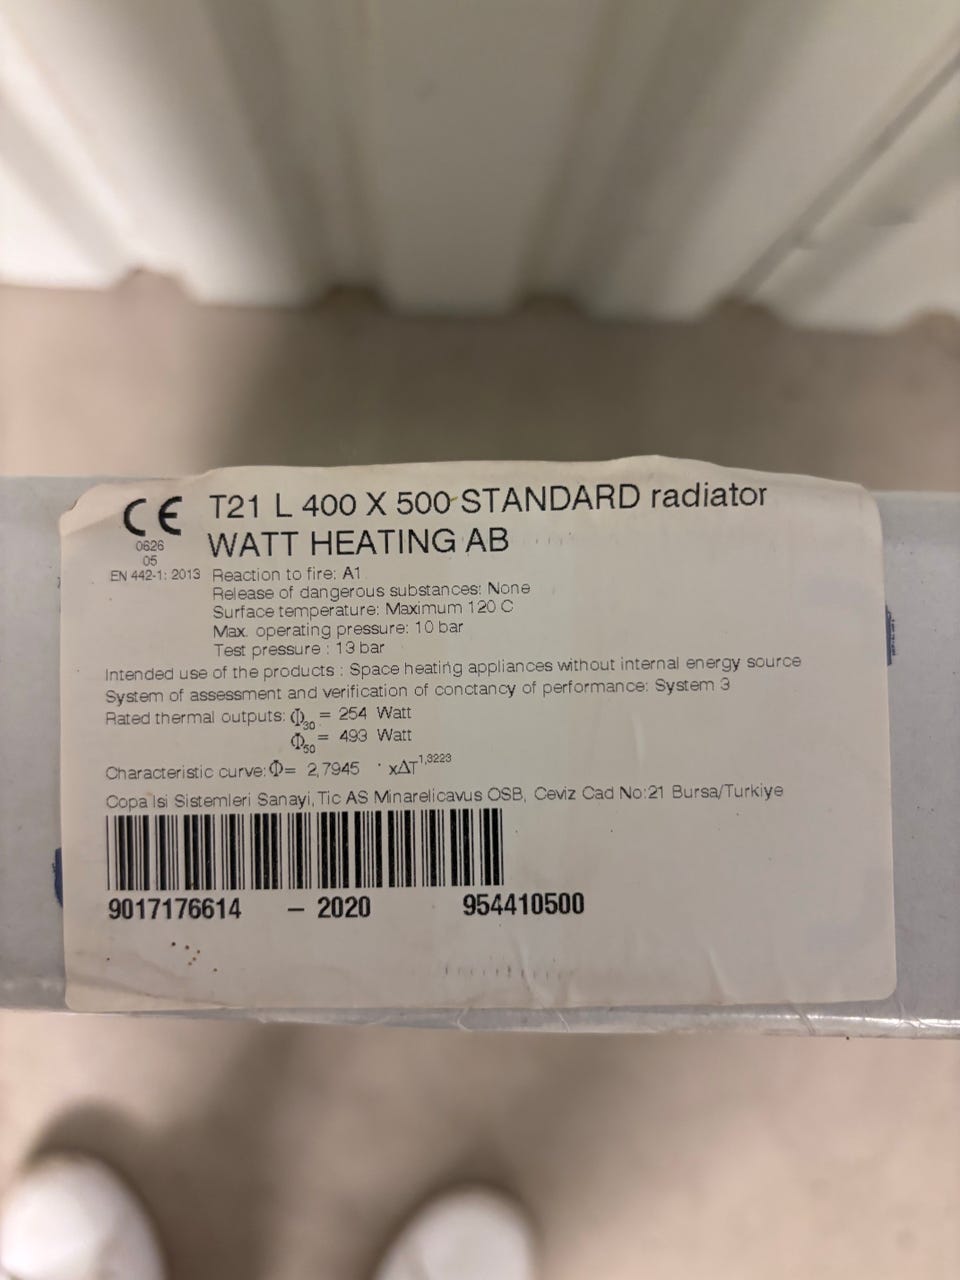 CE T21 L 400 X 500 STANDARD radiator
0626 WATT HEATING AB
05
EN 442-1: 2013 Reaction to fire: A1
Release of dangerous substances: None
Surface temperature: Maximum 120 C
Max. operating pressure: 10 bar
Test pressure : 13 bar
Intended use of the products : Space heating appliances without internal energy source
System of assessment and verification of conctancy of performance: System 3
Rated thermal outputs: Φ30 = 254 Watt
Φ50 = 493 Watt
Characteristic curve: Φ= 2,7945 · xΔT^1,3223
Copa Isi Sistemleri Sanayi, Tic AS Minarelicavus OSB, Ceviz Cad No:21 Bursa/Turkiye
9017176614 – 2020 954410500